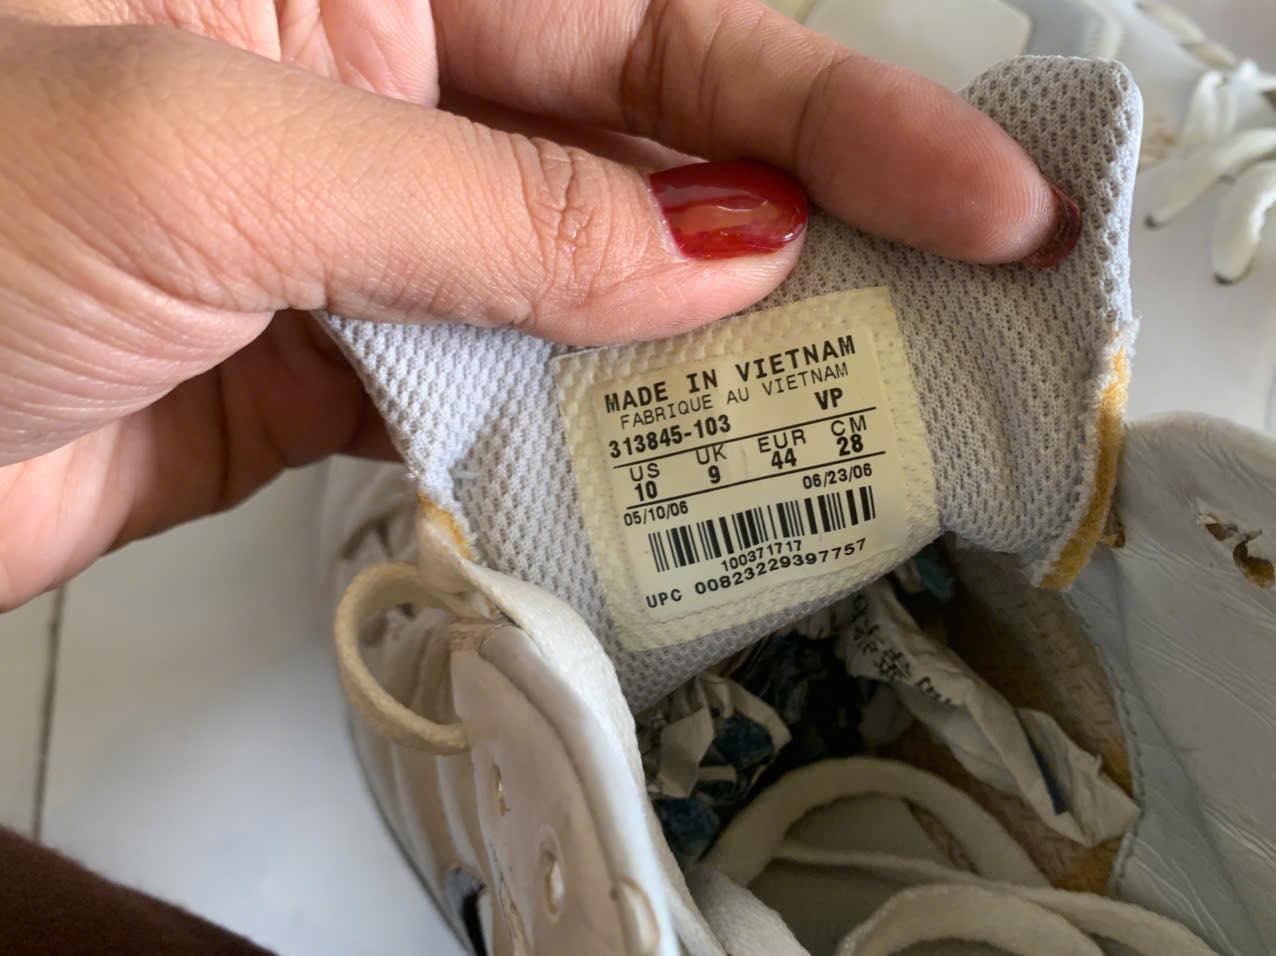 MADE IN VIETNAM
FABRIQUE AU VIETNAM
313845-103 VP
US UK EUR CM
10 9 44 28
05/10/06 06/23/06
100371717
UPC 00823229397757